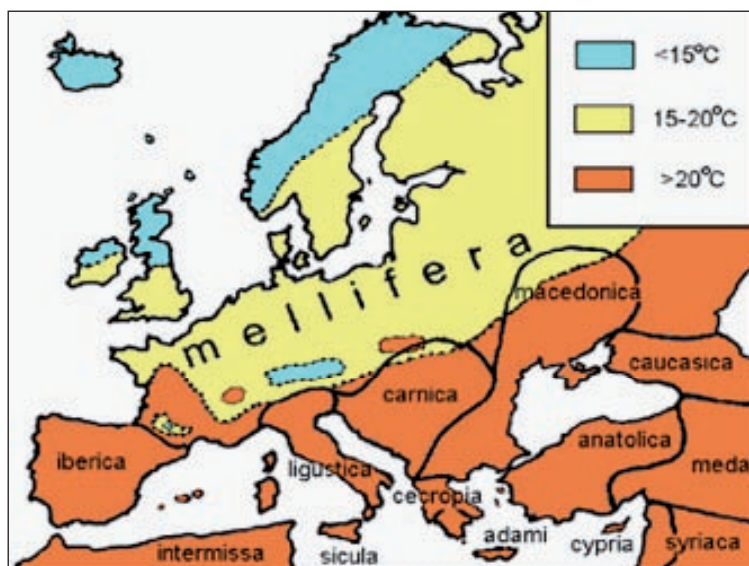 <15°C
15-20°C
>20°C
mellifera
macedonica
caucasica
carnica
anatolica
iberica
ligustica
meda
cecropia
adami
cypria
syriaca
intermissa
sicula